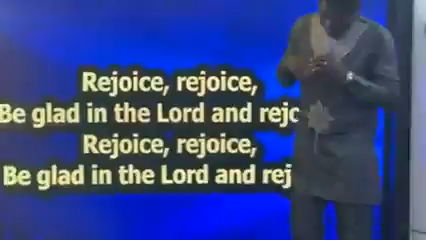 Rejoice, rejoice,
Be glad in the Lord and rejc
Rejoice, rejoice,
Be glad in the Lord and rej